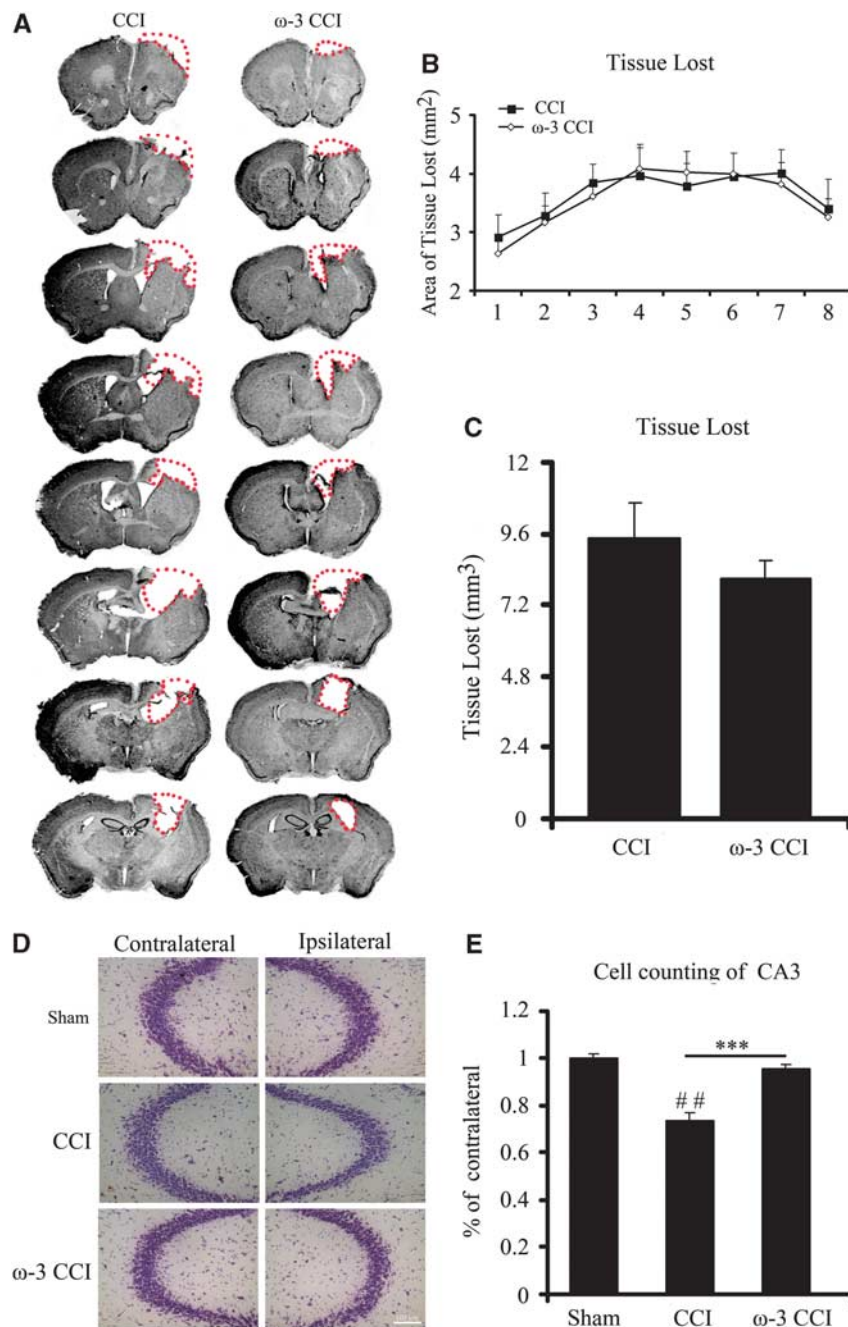 A
CCI
ω-3 CCI
B
Tissue Lost
CCI
ω-3 CCI
Area of Tissue Lost (mm²)
5
4
3
2
1
2
3
4
5
6
7
8
C
Tissue Lost
Tissue Lost (mm³)
12
9.6
7.2
4.8
2.4
0
CCI
ω-3 CCI
D
Contralateral
Ipsilateral
Sham
CCI
ω-3 CCI
E
Cell counting of CA3
% of contralateral
1.2
1
0.8
0.6
0.4
0.2
0
***
# #
Sham
CCI
ω-3 CCI